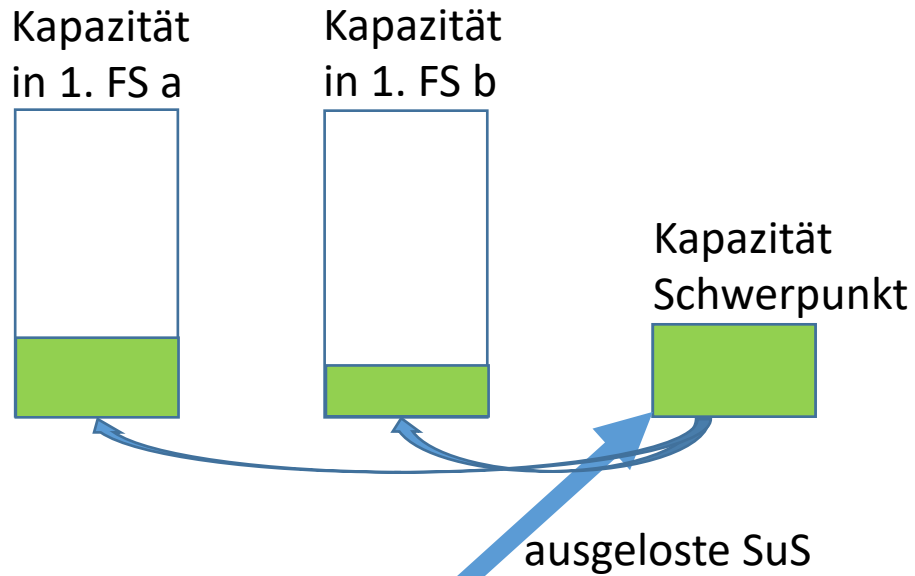 Kapazität
in 1. FS a
Kapazität
in 1. FS b
Kapazität
Schwerpunkt
ausgeloste SuS